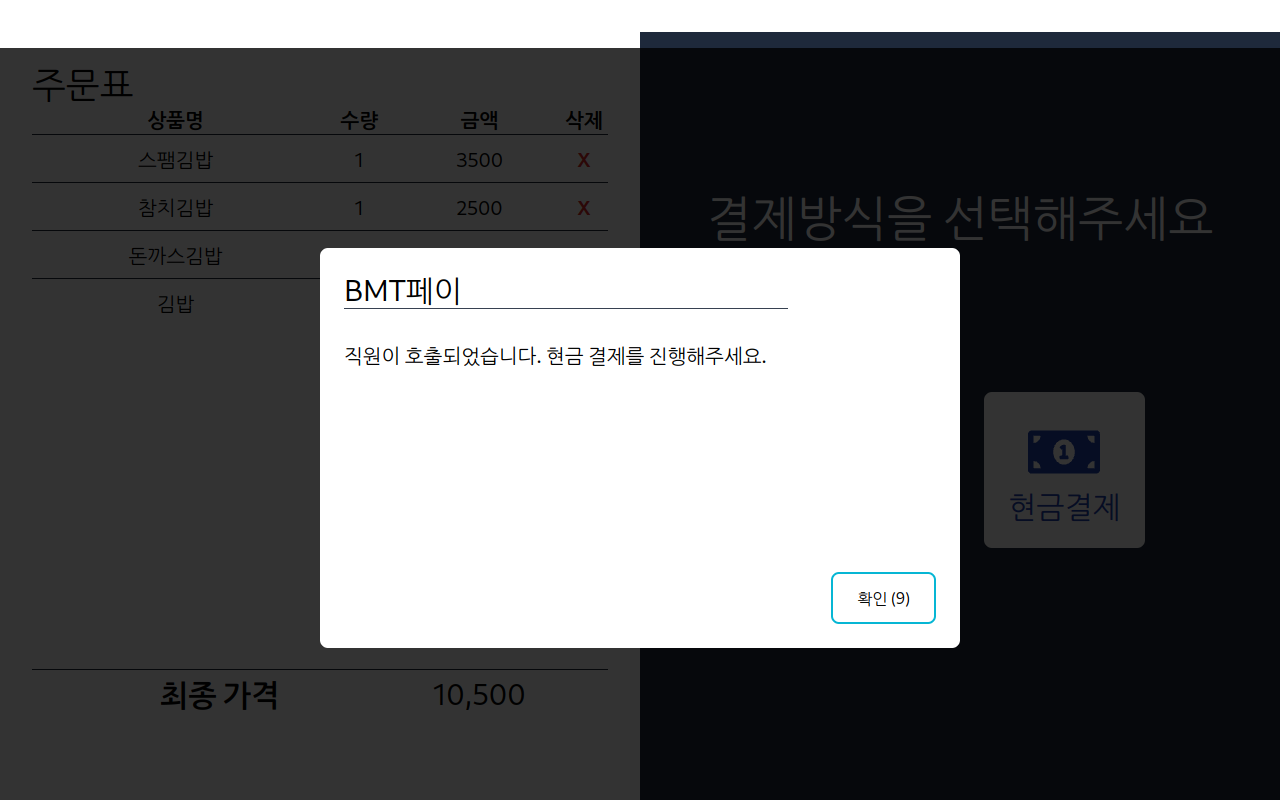 주문표
상품명 수량 금액 삭제
스팸김밥 1 3500 X
참치김밥 1 2500 X
돈까스김밥
김밥
최종 가격 10,500
결제방식을 선택해주세요
1
현금결제
BMT페이
직원이 호출되었습니다. 현금 결제를 진행해주세요.
확인 (9)